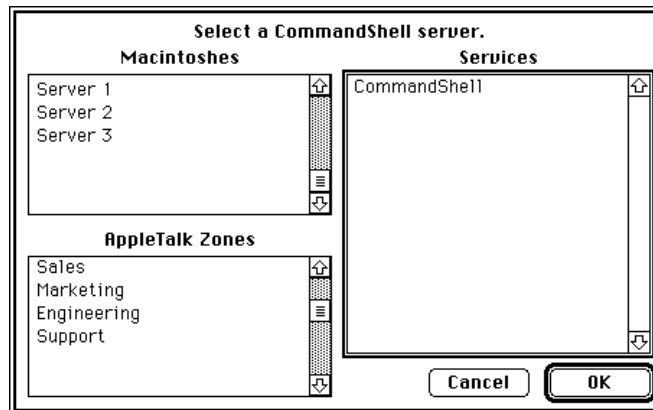 Select a CommandShell server.
Macintoshes
Server 1
Server 2
Server 3
AppleTalk Zones
Sales
Marketing
Engineering
Support
Services
CommandShell
Cancel
OK